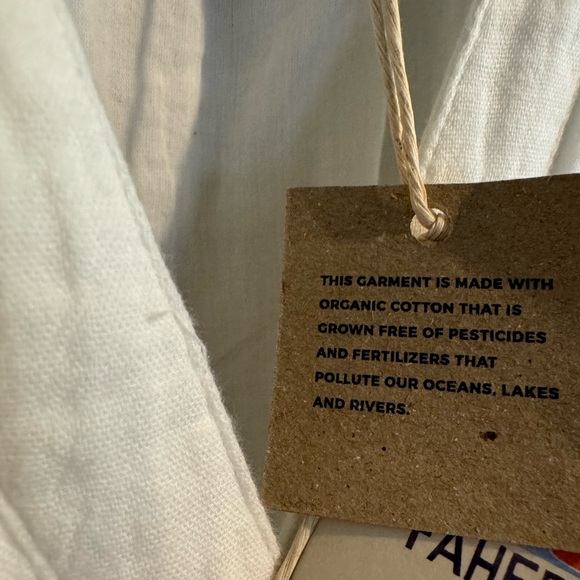 THIS GARMENT IS MADE WITH
ORGANIC COTTON THAT IS
GROWN FREE OF PESTICIDES
AND FERTILIZERS THAT
POLLUTE OUR OCEANS, LAKES
AND RIVERS.